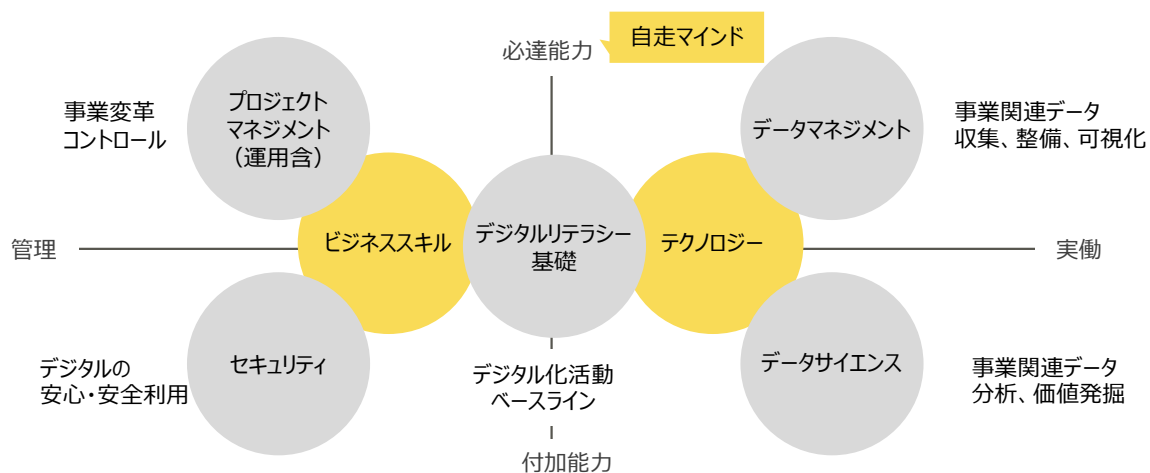 自走マインド
必達能力
事業変革
コントロール
プロジェクト
マネジメント
（運用含）
データマネジメント
事業関連データ
収集、整備、可視化
管理
ビジネススキル
デジタルリテラシー
基礎
テクノロジー
実働
デジタルの
安心・安全利用
セキュリティ
デジタル化活動
ベースライン
データサイエンス
事業関連データ
分析、価値発掘
付加能力